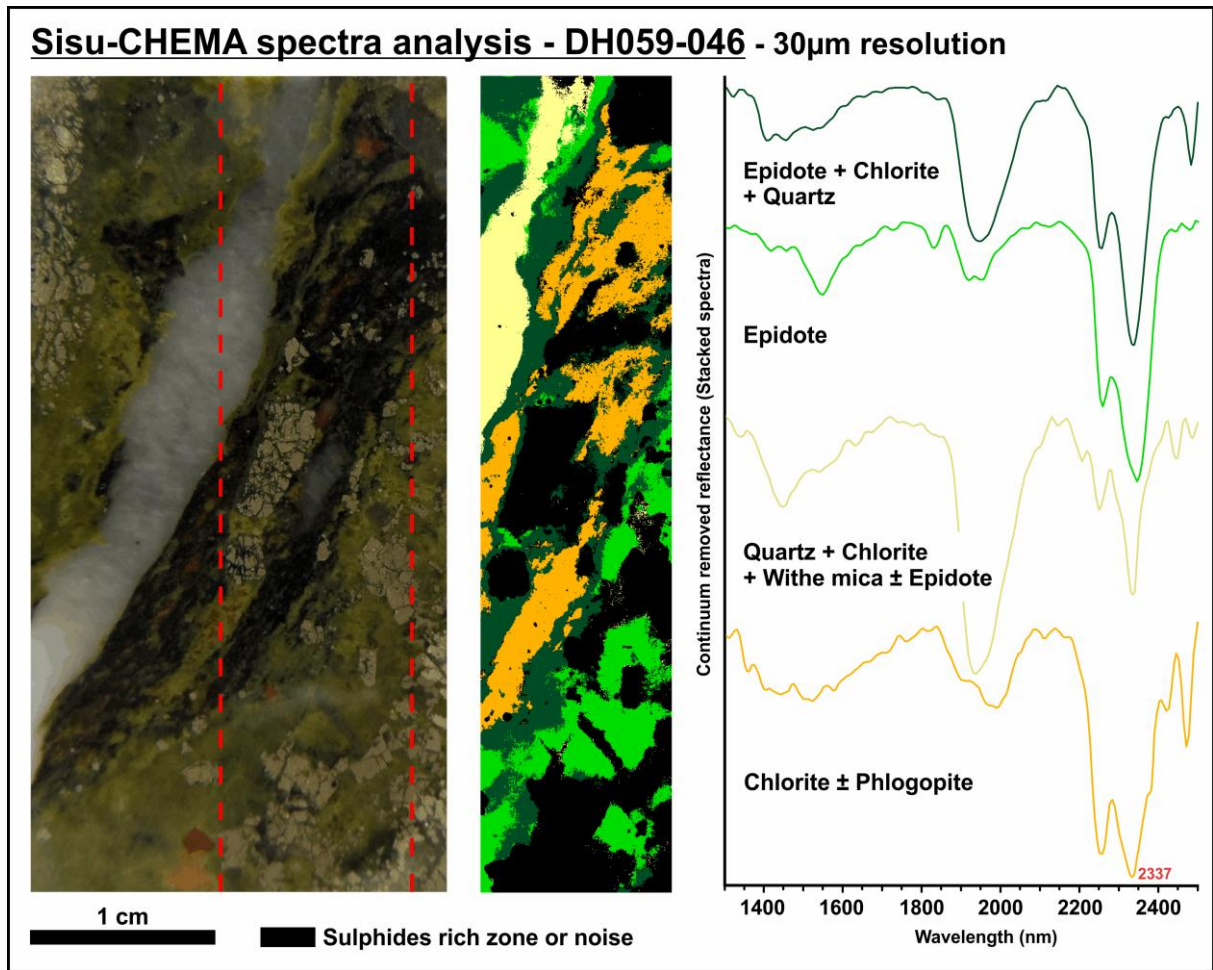 Sisu-CHEMA spectra analysis - DH059-046 - 30µm resolution
Epidote + Chlorite
+ Quartz
Epidote
Quartz + Chlorite
+ Withe mica ± Epidote
Chlorite ± Phlogopite
2337
Continuum removed reflectance (Stacked spectra)
1400 1600 1800 2000 2200 2400
Wavelength (nm)
1 cm
Sulphides rich zone or noise